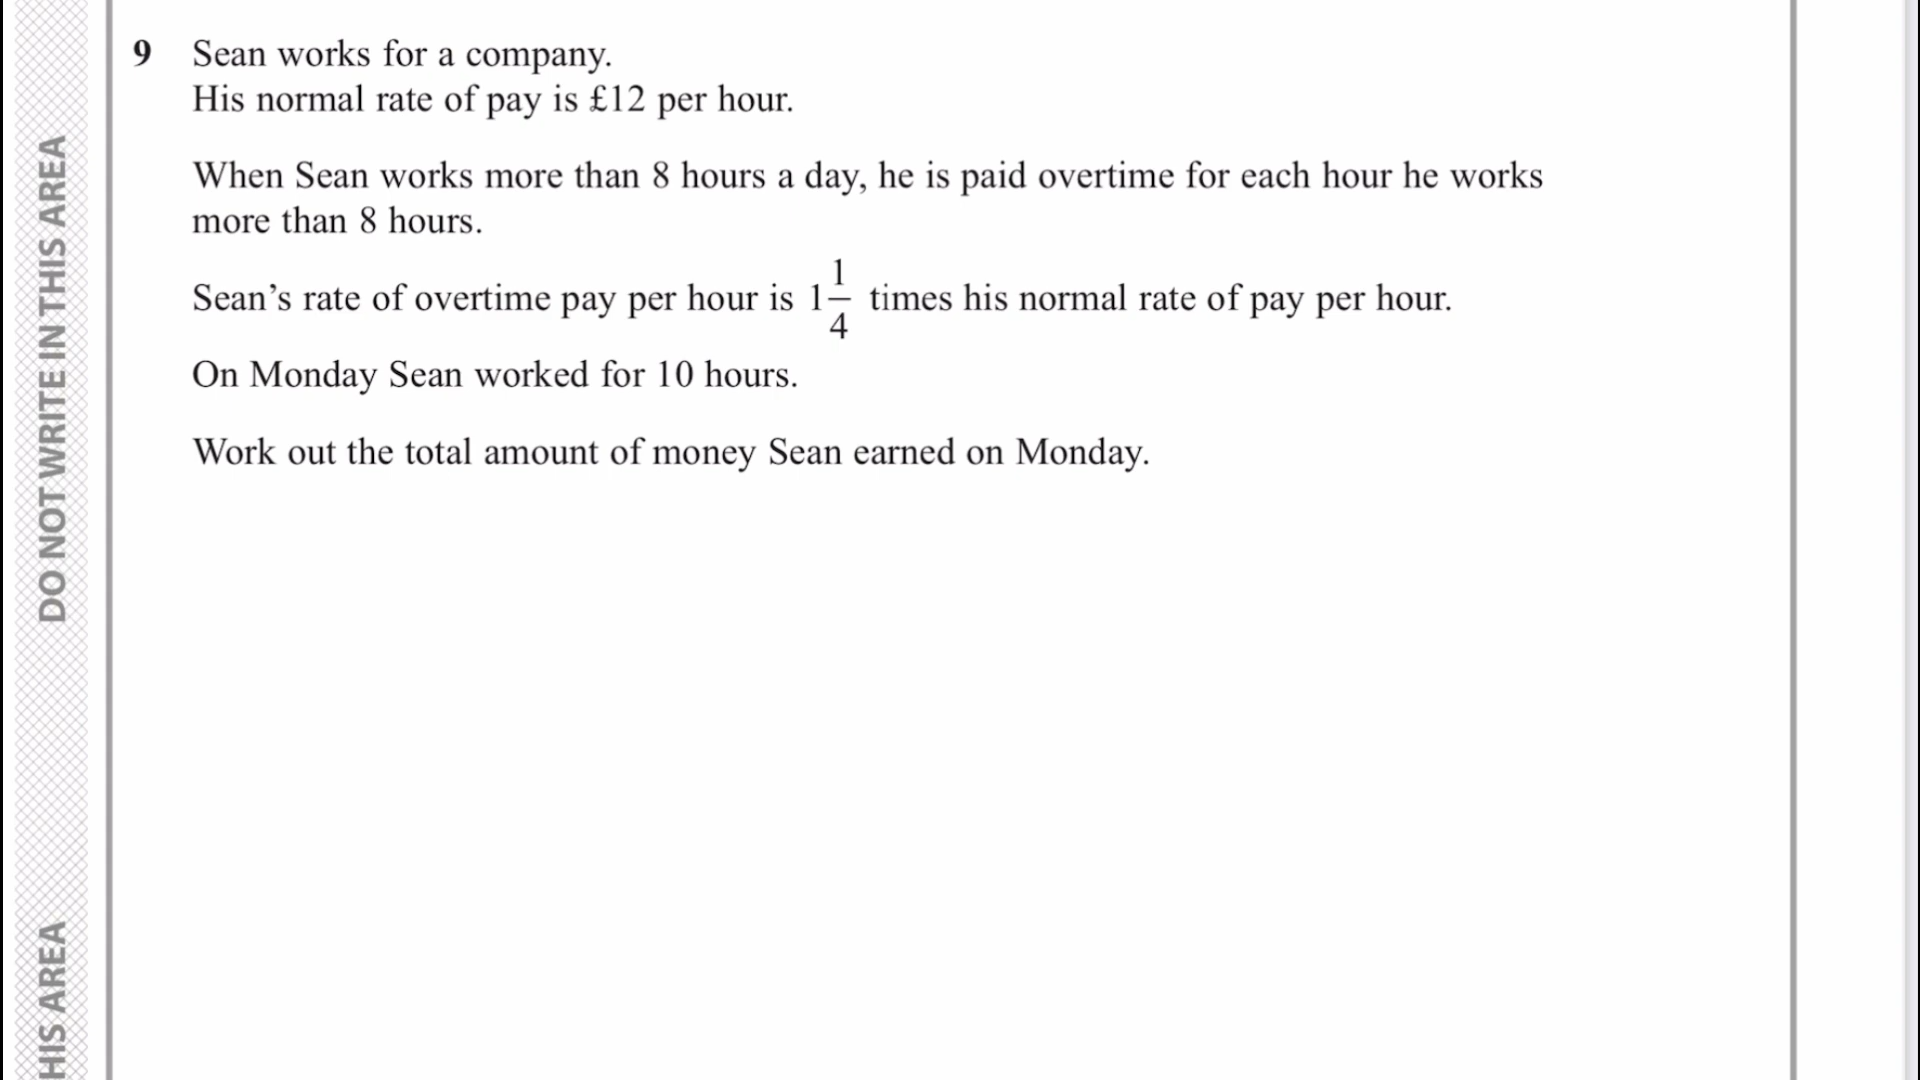 9 Sean works for a company.
His normal rate of pay is £12 per hour.
When Sean works more than 8 hours a day, he is paid overtime for each hour he works
more than 8 hours.
Sean’s rate of overtime pay per hour is 1 1/4 times his normal rate of pay per hour.
On Monday Sean worked for 10 hours.
Work out the total amount of money Sean earned on Monday.
DO NOT WRITE IN THIS AREA
HIS AREA